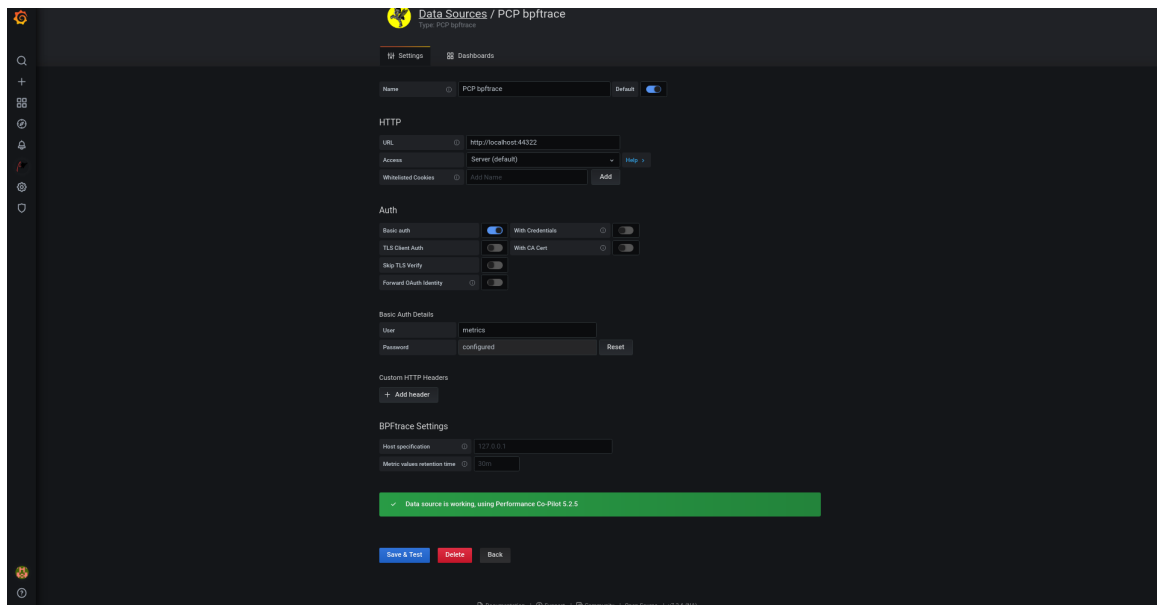 Data Sources / PCP bpftrace
Type: PCP bpftrace
Settings Dashboards
Name PCP bpftrace Default
HTTP
URL http://localhost:44322
Access Server (default) Help >
Whitelisted Cookies Add Name Add
Auth
Basic auth With Credentials
TLS Client Auth With CA Cert
Skip TLS Verify
Forward OAuth Identity
Basic Auth Details
User metrics
Password configured Reset
Custom HTTP Headers
+ Add header
BPFtrace Settings
Host specification 127.0.0.1
Metric values retention time 30m
Data source is working, using Performance Co-Pilot 5.2.5
Save & Test Delete Back